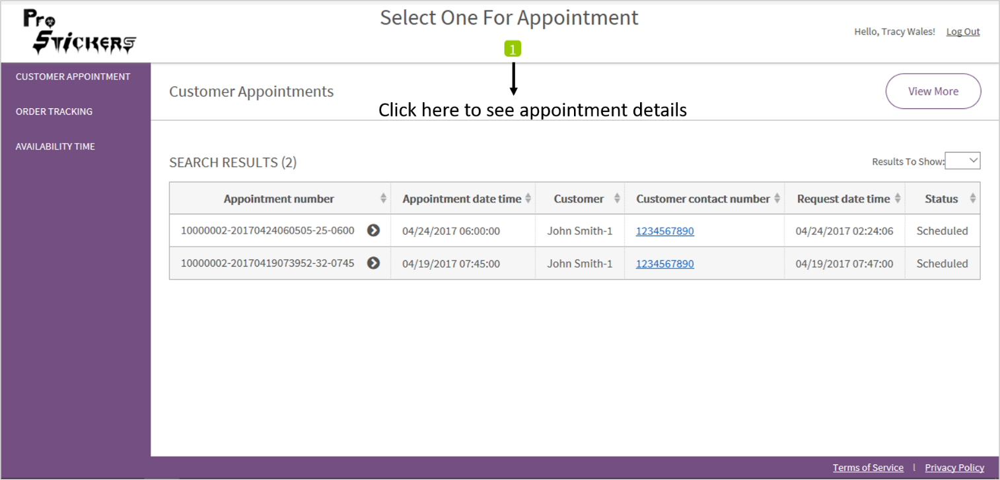 Pro
Stickers
Select One For Appointment
Hello, Tracy Wales! Log Out
1
CUSTOMER APPOINTMENT
ORDER TRACKING
AVAILABILITY TIME
Customer Appointments
View More
Click here to see appointment details
SEARCH RESULTS (2)
Results To Show:
Appointment number Appointment date time Customer Customer contact number Request date time Status
10000002-20170424060505-25-0600 04/24/2017 06:00:00 John Smith-1 1234567890 04/24/2017 02:24:06 Scheduled
10000002-20170419073952-32-0745 04/19/2017 07:45:00 John Smith-1 1234567890 04/19/2017 07:47:00 Scheduled
Terms of Service | Privacy Policy